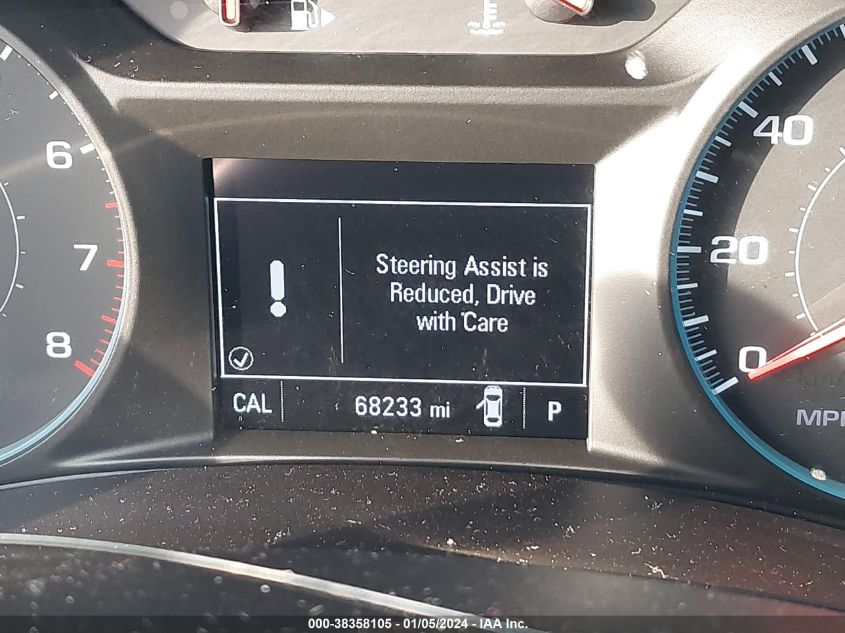 6
7
8
Steering Assist is
Reduced, Drive
with Care
CAL 68233 mi P
40
20
0
000-38358105 - 01/05/2024 - IAA Inc.